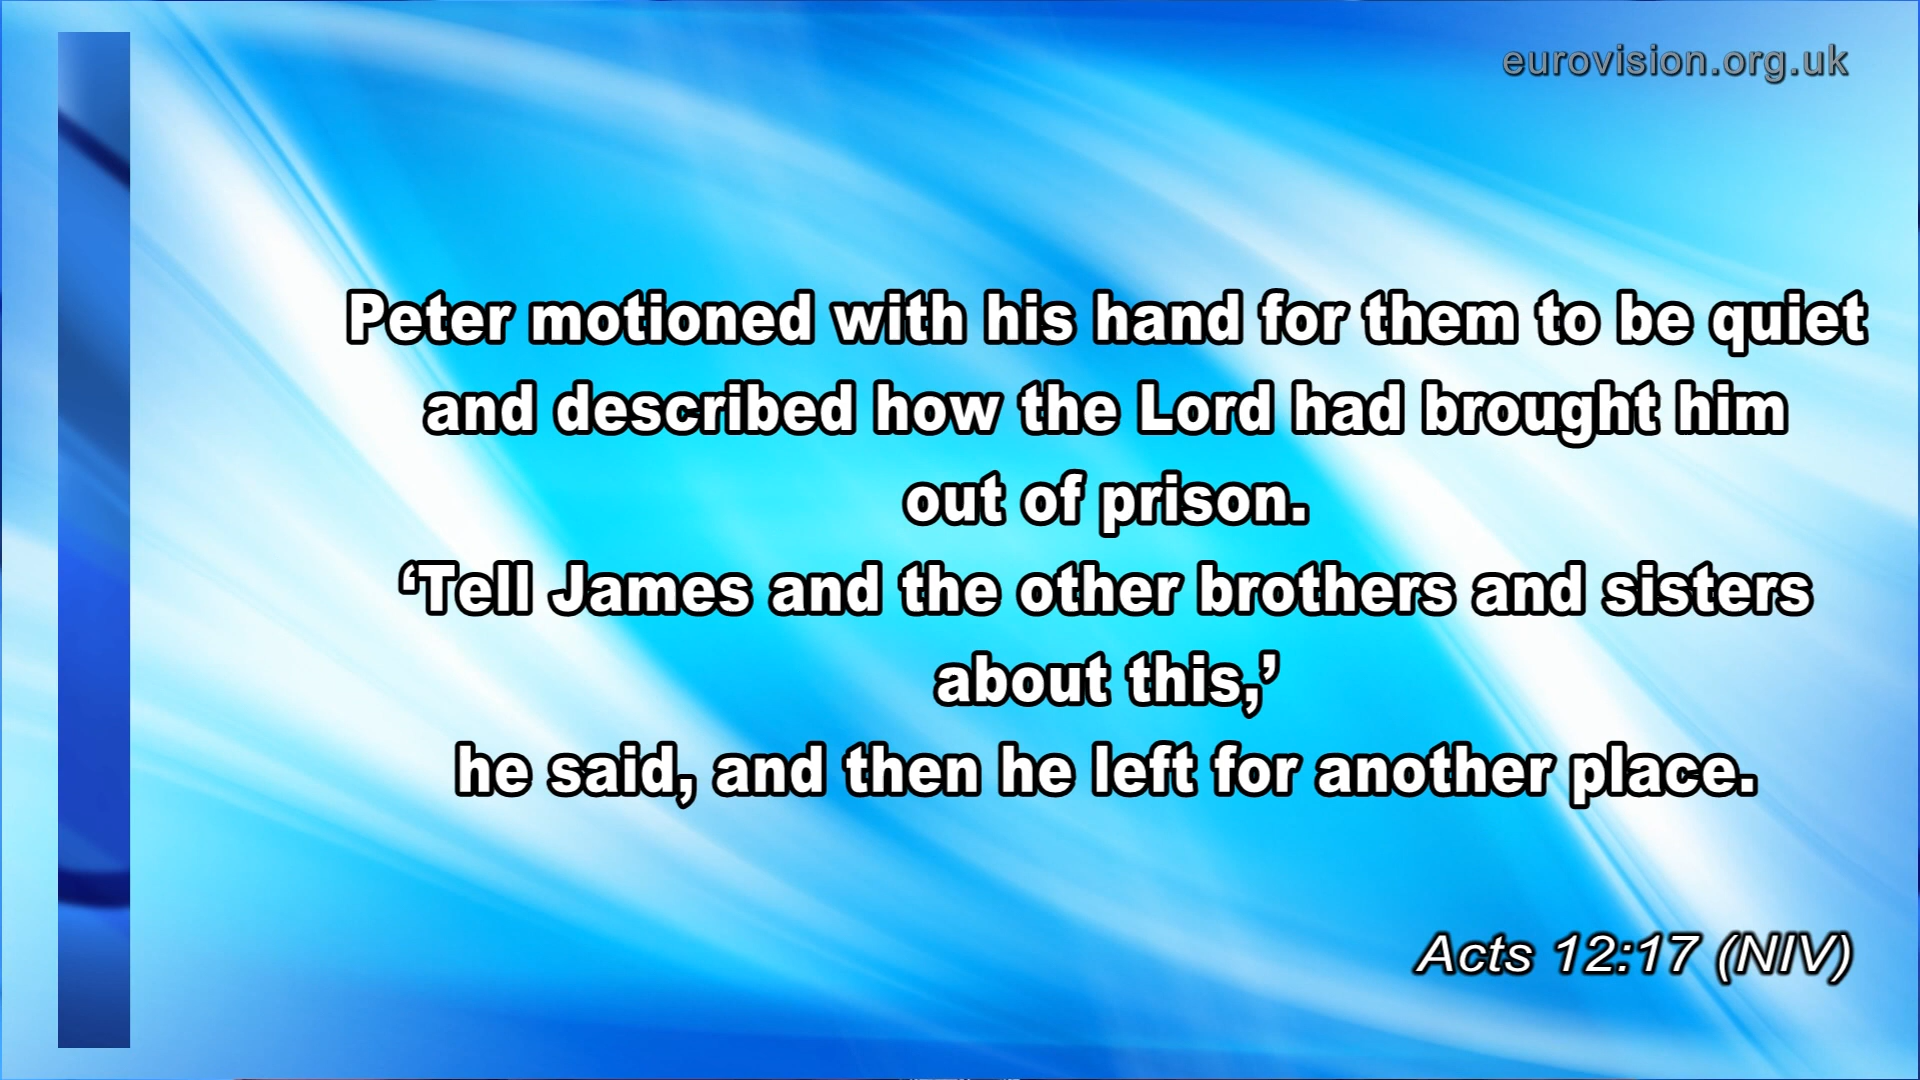 eurovision.org.uk
Peter motioned with his hand for them to be quiet
and described how the Lord had brought him
out of prison.
‘Tell James and the other brothers and sisters
about this,’
he said, and then he left for another place.
Acts 12:17 (NIV)